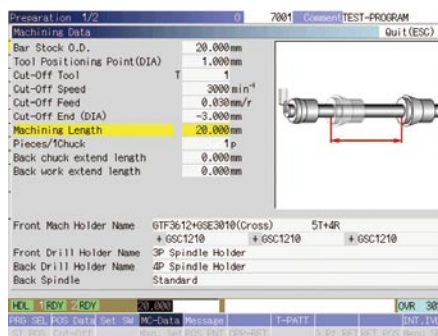 Preparation 1/2 0 7001 Comment TEST-PROGRAM
Machining Data Quit(ESC)
Bar Stock O.D. 20.000mm
Tool Positioning Point(DIA) 1.000mm
Cut-Off Tool T 1
Cut-Off Speed 3000min⁻¹
Cut-Off Feed 0.030mm/r
Cut-Off End (DIA) -3.000mm
Machining Length 20.000mm
Pieces/1Chuck 1p
Back chuck extend length 0.000mm
Back work extend length 0.000mm
Front Mach Holder Name GTF3612+GSE3010(Cross) 5T+4R
+ GSC1210 + GSC1210 + GSC1210
Front Drill Holder Name 3P Spindle Holder
Back Drill Holder Name 4P Spindle Holder
Back Spindle Standard
HDL 1 RDY 2 RDY 20.000 OVR 30
PRG SEL POS Data Set SW MC-Data Message T-PATT INT.IVL